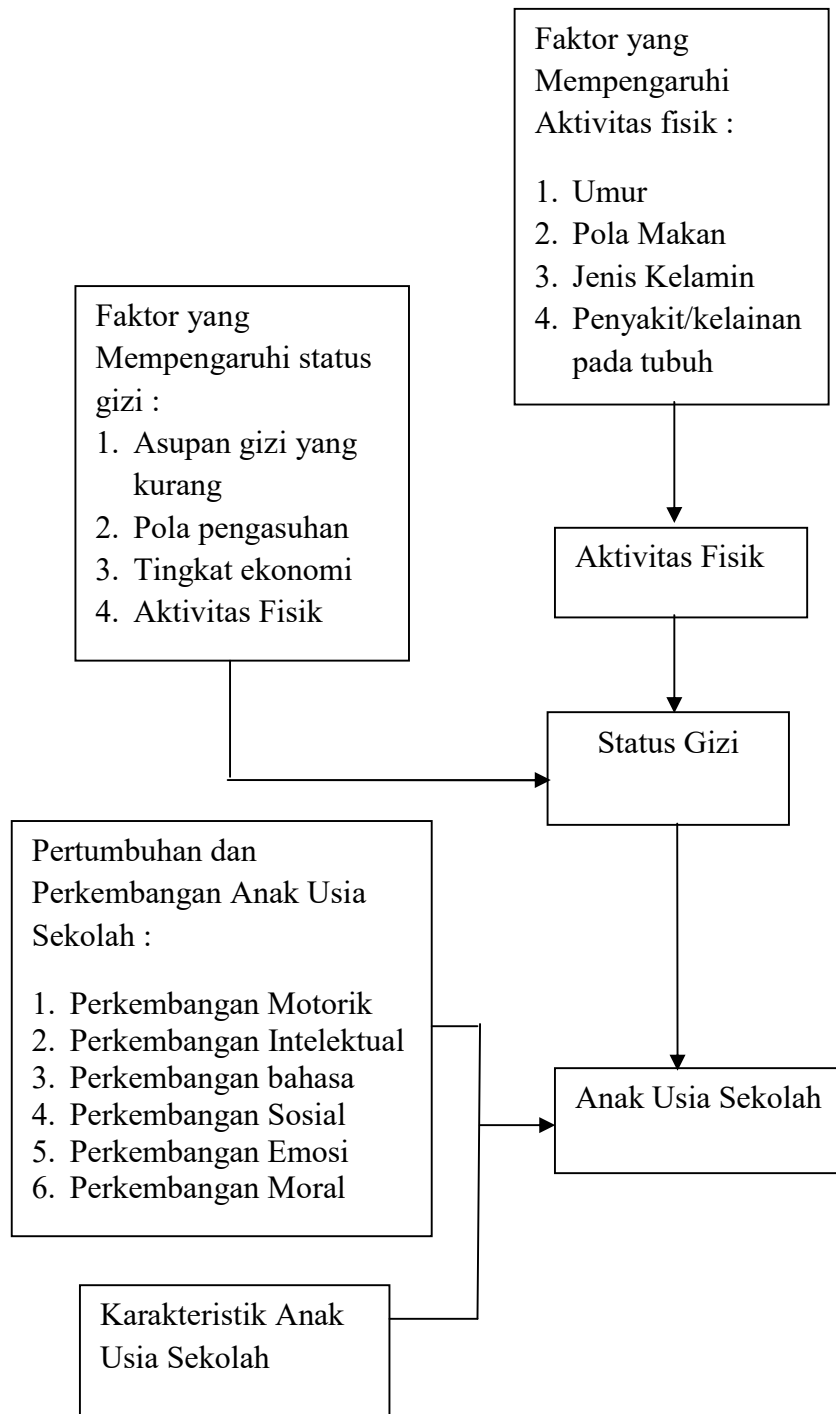 Faktor yang
Mempengaruhi
Aktivitas fisik :
1. Umur
2. Pola Makan
3. Jenis Kelamin
4. Penyakit/kelainan
pada tubuh
Faktor yang
Mempengaruhi status
gizi :
1. Asupan gizi yang
kurang
2. Pola pengasuhan
3. Tingkat ekonomi
4. Aktivitas Fisik
Aktivitas Fisik
Status Gizi
Pertumbuhan dan
Perkembangan Anak Usia
Sekolah :
1. Perkembangan Motorik
2. Perkembangan Intelektual
3. Perkembangan bahasa
4. Perkembangan Sosial
5. Perkembangan Emosi
6. Perkembangan Moral
Anak Usia Sekolah
Karakteristik Anak
Usia Sekolah